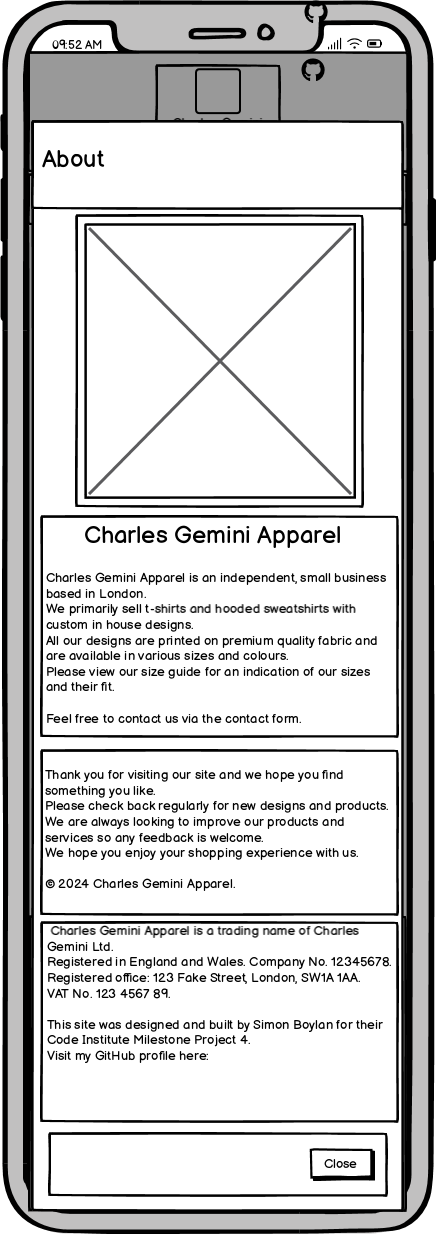 09:52 AM
About
Charles Gemini Apparel
Charles Gemini Apparel is an independent, small business
based in London.
We primarily sell t-shirts and hooded sweatshirts with
custom in house designs.
All our designs are printed on premium quality fabric and
are available in various sizes and colours.
Please view our size guide for an indication of our sizes
and their fit.
Feel free to contact us via the contact form.
Thank you for visiting our site and we hope you find
something you like.
Please check back regularly for new designs and products.
We are always looking to improve our products and
services so any feedback is welcome.
We hope you enjoy your shopping experience with us.
© 2024 Charles Gemini Apparel.
Charles Gemini Apparel is a trading name of Charles
Gemini Ltd.
Registered in England and Wales. Company No. 12345678.
Registered office: 123 Fake Street, London, SW1A 1AA.
VAT No. 123 4567 89.
This site was designed and built by Simon Boylan for their
Code Institute Milestone Project 4.
Visit my GitHub profile here:
Close